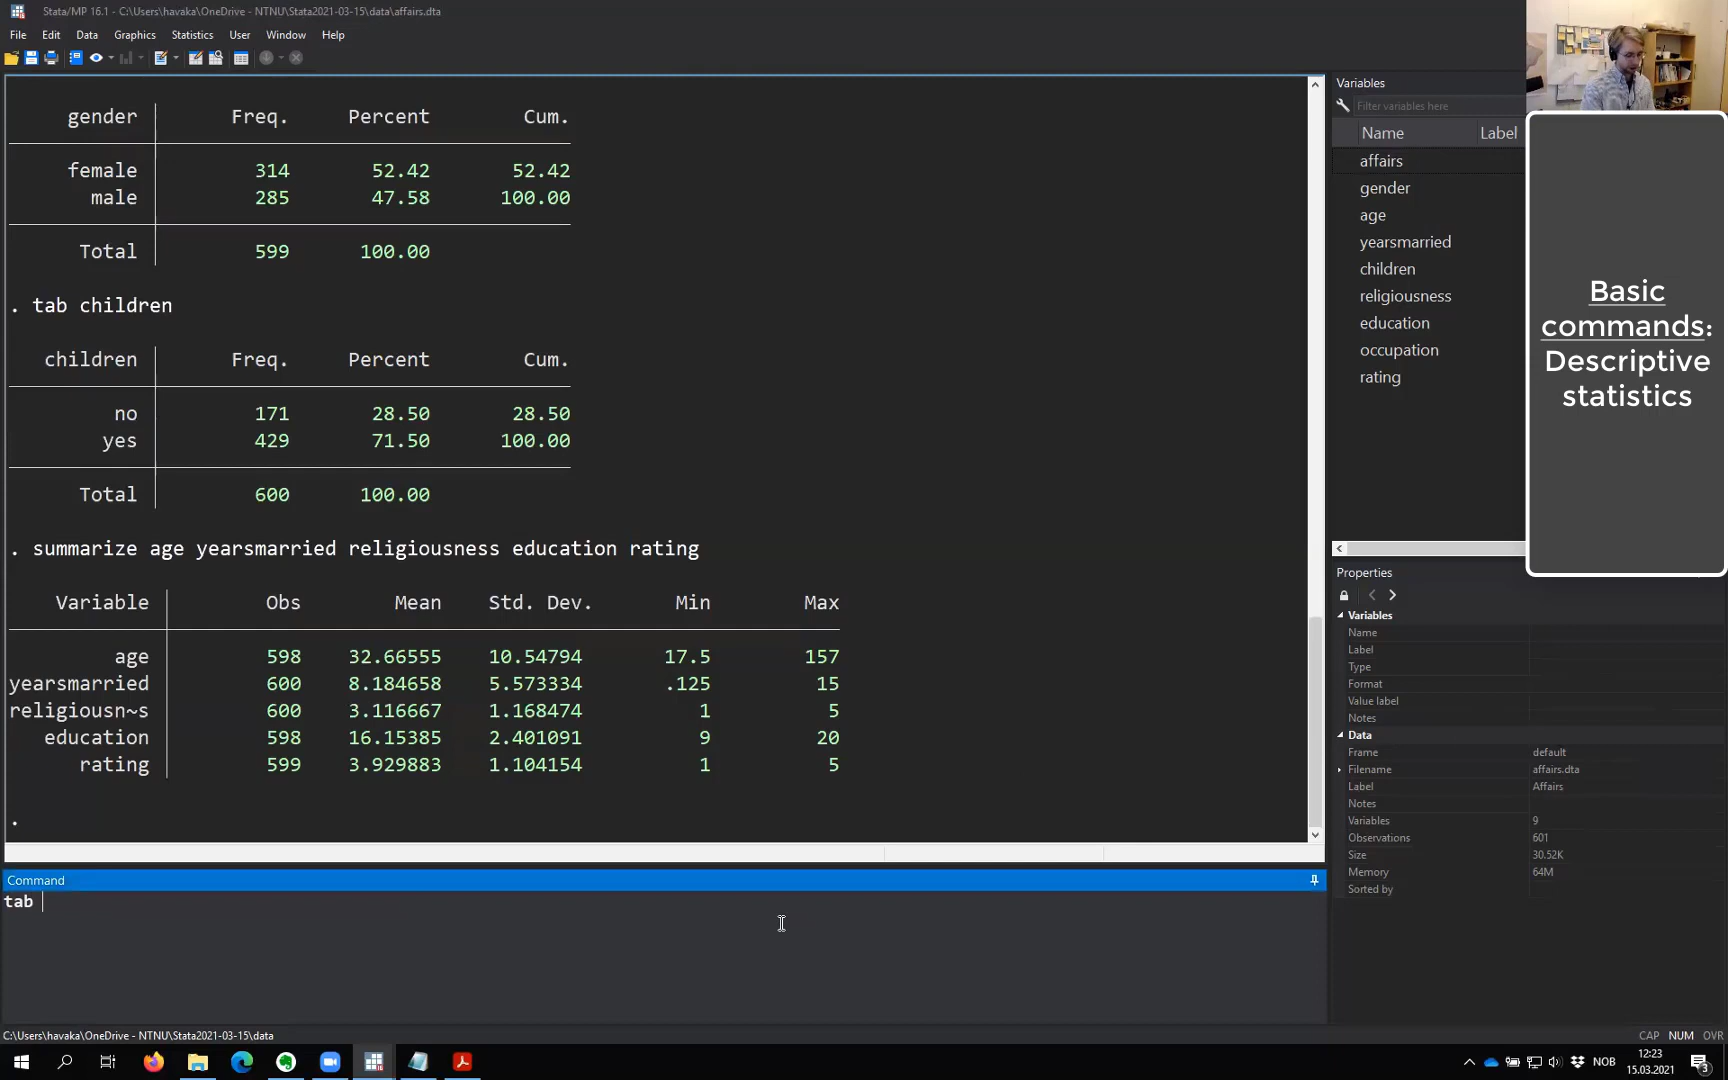 Stata/MP 16.1 - C:\Users\havaka\OneDrive - NTNU\Stata2021-03-15\data\affairs.dta
File Edit Data Graphics Statistics User Window Help
gender Freq. Percent Cum.
female 314 52.42 52.42
male 285 47.58 100.00
Total 599 100.00
. tab children
children Freq. Percent Cum.
no 171 28.50 28.50
yes 429 71.50 100.00
Total 600 100.00
. summarize age yearsmarried religiousness education rating
Variable Obs Mean Std. Dev. Min Max
age 598 32.66555 10.54794 17.5 157
yearsmarried 600 8.184658 5.573334 .125 15
religiousn~s 600 3.116667 1.168474 1 5
education 598 16.15385 2.401091 9 20
rating 599 3.929883 1.104154 1 5
.
Command
tab
C:\Users\havaka\OneDrive - NTNU\Stata2021-03-15\data
Variables
Filter variables here
Name Label
affairs
gender
age
yearsmarried
children
religiousness
education
occupation
rating
Basic
commands:
Descriptive
statistics
Properties
Variables
Name
Label
Type
Format
Value label
Notes
Data
Frame default
Filename affairs.dta
Label Affairs
Notes
Variables 9
Observations 601
Size 30.52K
Memory 64M
Sorted by
CAP NUM OVR
NOB
12:23
15.03.2021
3